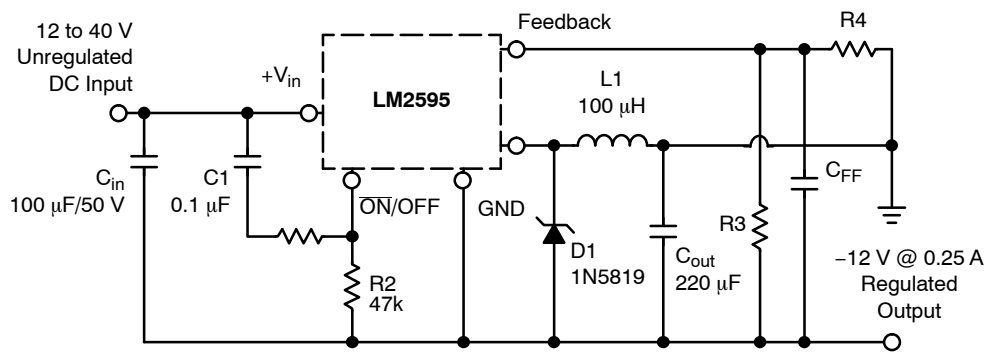 12 to 40 V
Unregulated
DC Input
+Vin
LM2595
Feedback
R4
L1
100 μH
Cin
100 μF/50 V
C1
0.1 μF
ON/OFF
GND
R2
47k
D1
1N5819
Cout
220 μF
R3
CFF
−12 V @ 0.25 A
Regulated
Output